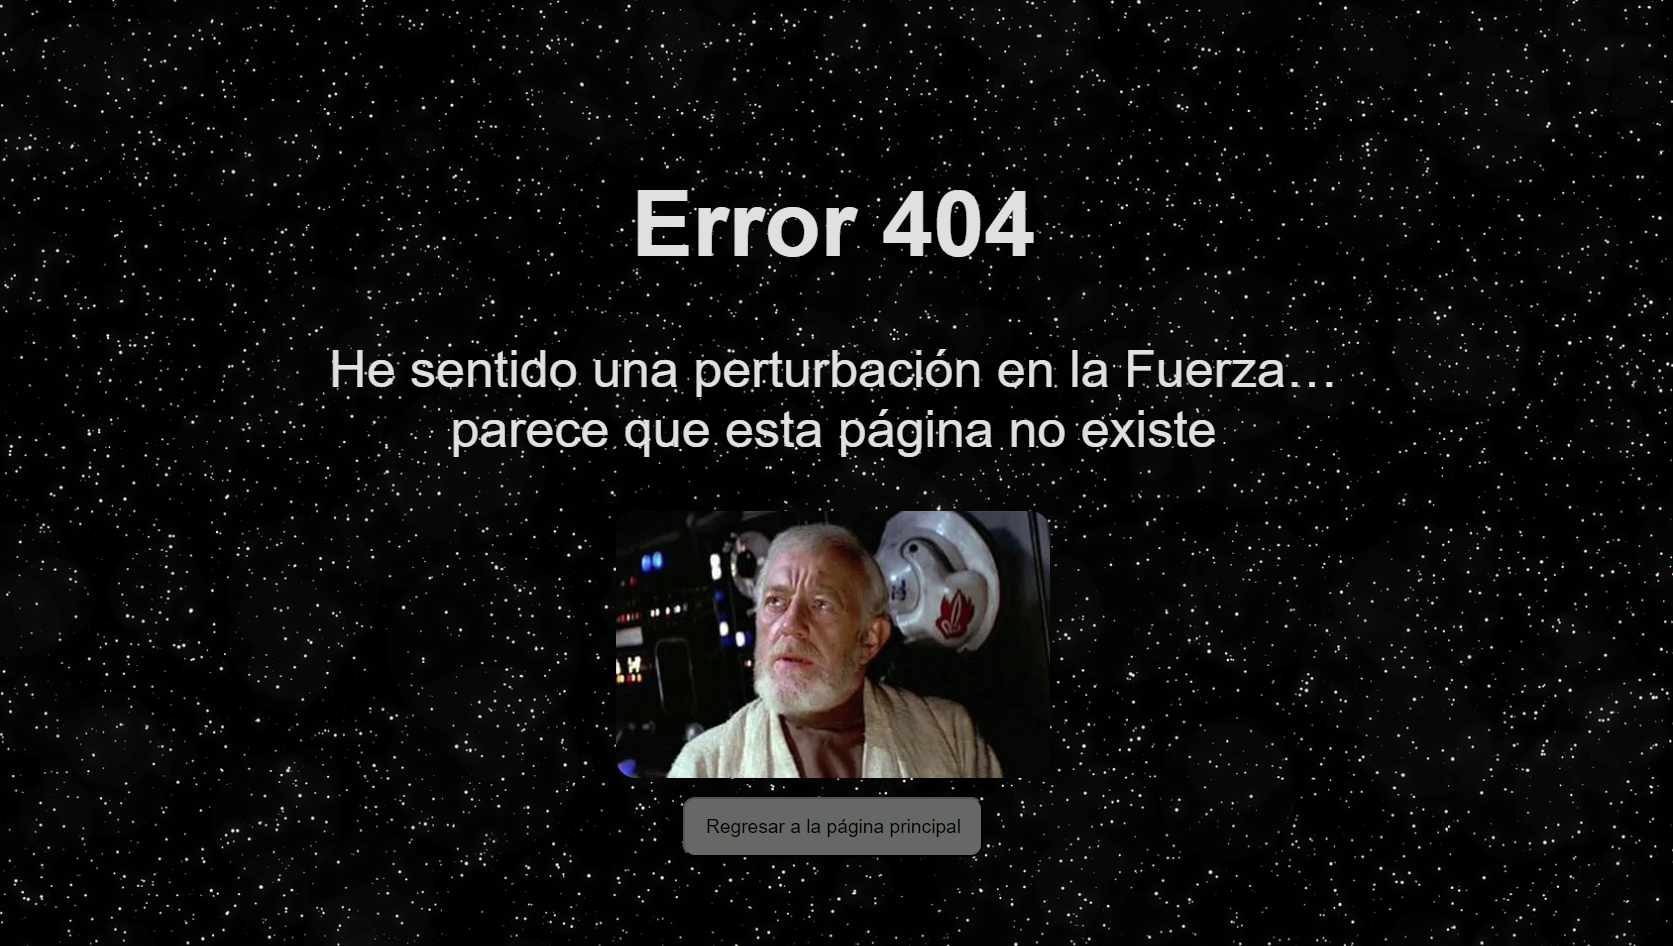 Error 404
He sentido una perturbación en la Fuerza...
parece que esta página no existe
Regresar a la página principal